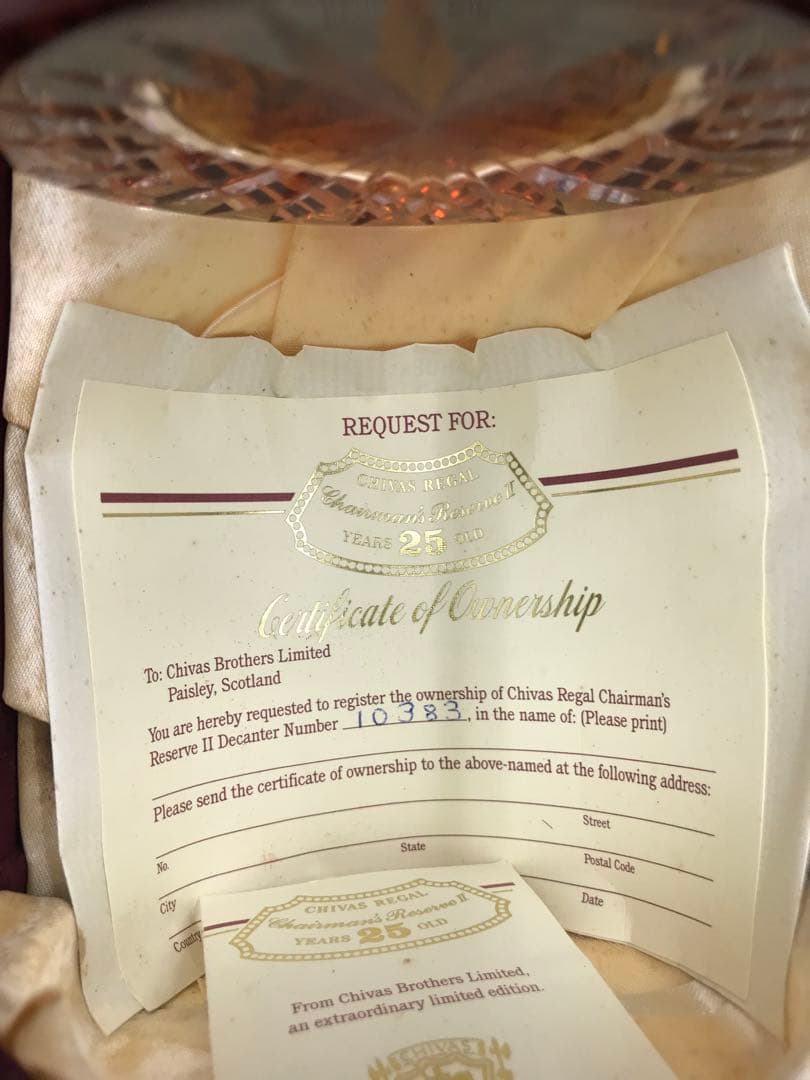 REQUEST FOR:
CHIVAS REGAL
Chairman's Reserve II
YEARS 25 OLD
Certificate of Ownership
To: Chivas Brothers Limited
Paisley, Scotland
You are hereby requested to register the ownership of Chivas Regal Chairman's
Reserve II Decanter Number 10383, in the name of: (Please print)
Please send the certificate of ownership to the above-named at the following address:
No. Street
City State Postal Code
Country Date
CHIVAS REGAL
Chairman's Reserve II
YEARS 25 OLD
From Chivas Brothers Limited,
an extraordinary limited edition.
CHIVAS